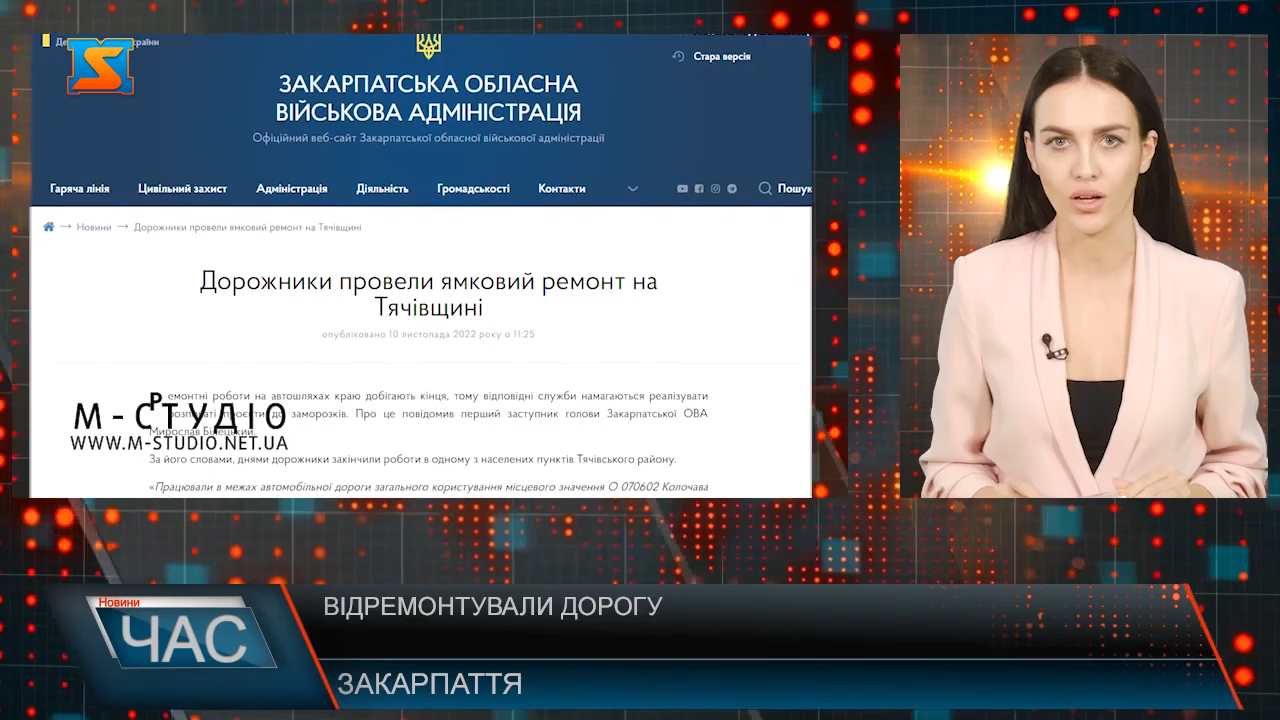 Стара версія
ЗАКАРПАТСЬКА ОБЛАСНА
ВІЙСЬКОВА АДМІНІСТРАЦІЯ
Офіційний веб-сайт Закарпатської обласної військової адміністрації
Гаряча лінія Цивільний захист Адміністрація Діяльність Громадськості Контакти Пошук
Новини Дорожники провели ямковий ремонт на Тячівщині
Дорожники провели ямковий ремонт на
Тячівщині
опубліковано 10 листопада 2022 року о 11:25
Ремонтні роботи на автошляхах краю добігають кінця, тому відповідні служби намагаються реалізувати
розпочаті проєкти до заморозків. Про це повідомив перший заступник голови Закарпатської ОВА
Мирослав Білецький.
М-СТУДІО
WWW.M-STUDIO.NET.UA
За його словами, днями дорожники закінчили роботи в одному з населених пунктів Тячівського району.
«Працювали в межах автомобільної дороги загального користування місцевого значення О 070602 Колочава
Новини
ЧАС
ВІДРЕМОНТУВАЛИ ДОРОГУ
ЗАКАРПАТТЯ